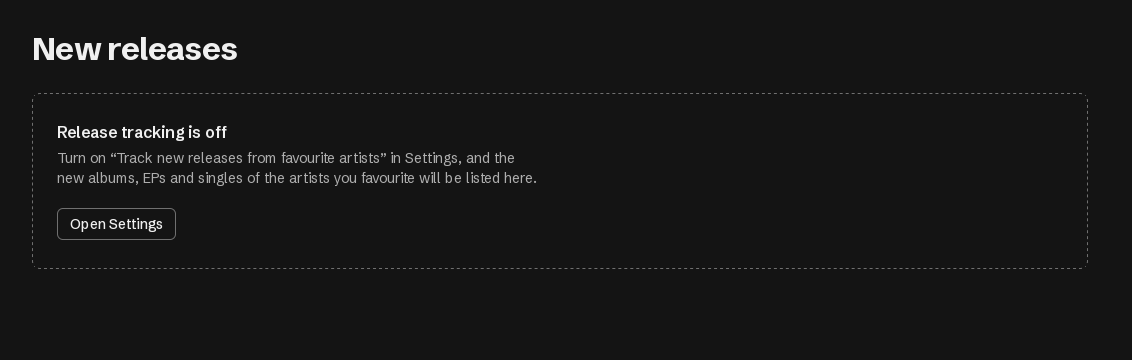 New releases
Release tracking is off
Turn on “Track new releases from favourite artists” in Settings, and the
new albums, EPs and singles of the artists you favourite will be listed here.
Open Settings